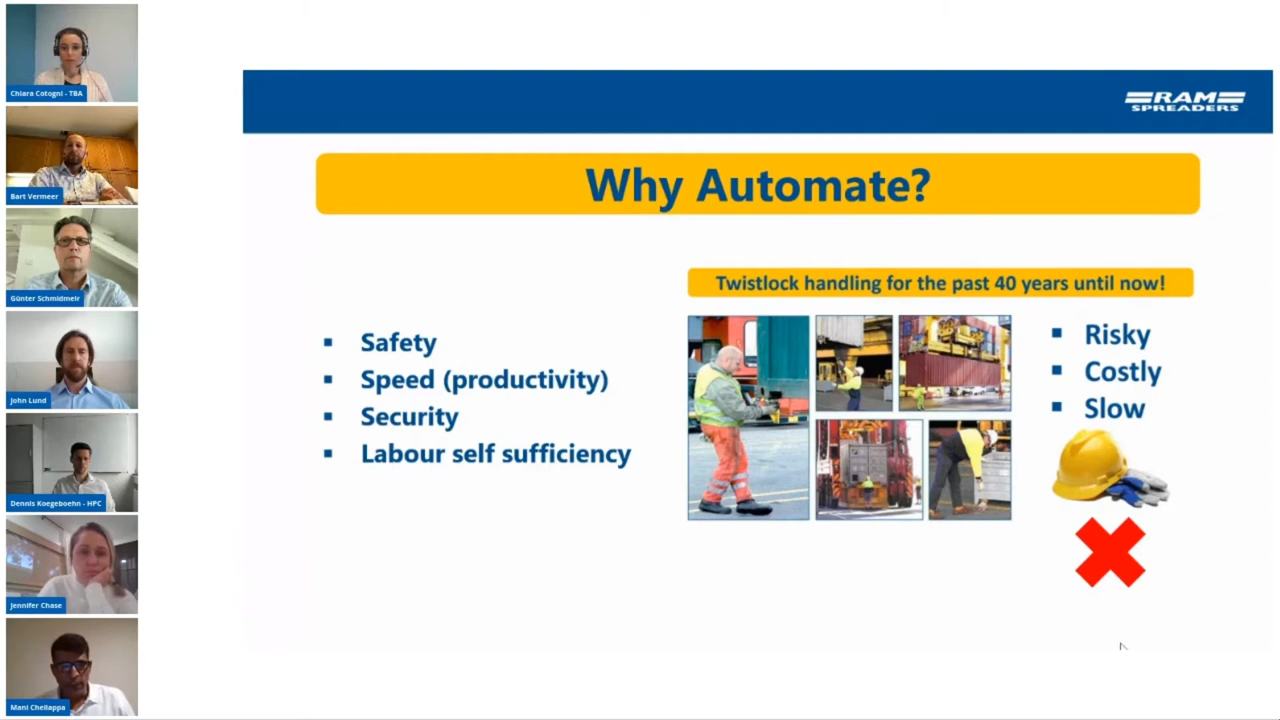 Chiara Cotogni - TBA
Bart Vermeer
Günter Schmidmeir
John Lund
Dennis Koegeboehn - HPC
Jennifer Chase
Mani Chellappa
RAM
SPREADERS
Why Automate?
Safety
Speed (productivity)
Security
Labour self sufficiency
Twistlock handling for the past 40 years until now!
Risky
Costly
Slow